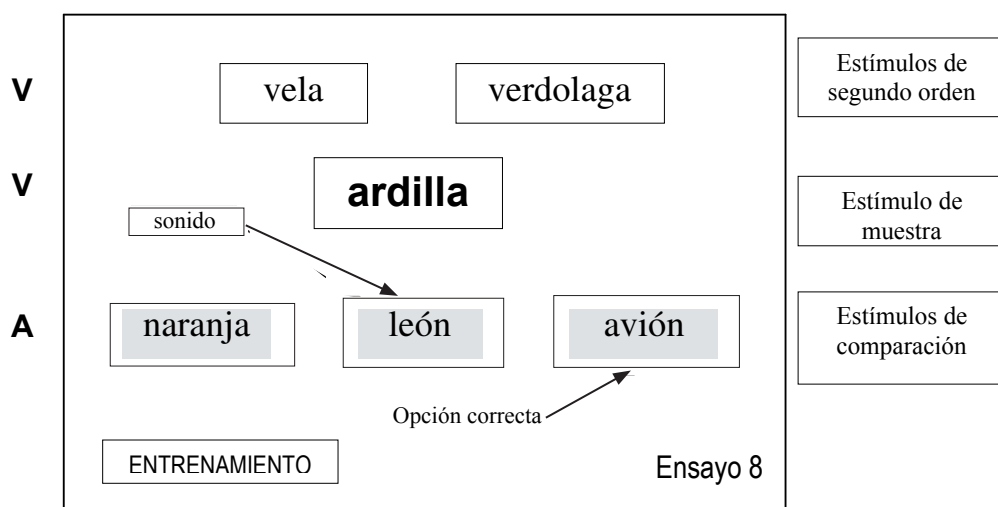 V
vela
verdolaga
Estímulos de
segundo orden
V
ardilla
sonido
Estímulo de
muestra
A
naranja
león
avión
Estímulos de
comparación
Opción correcta
ENTRENAMIENTO
Ensayo 8